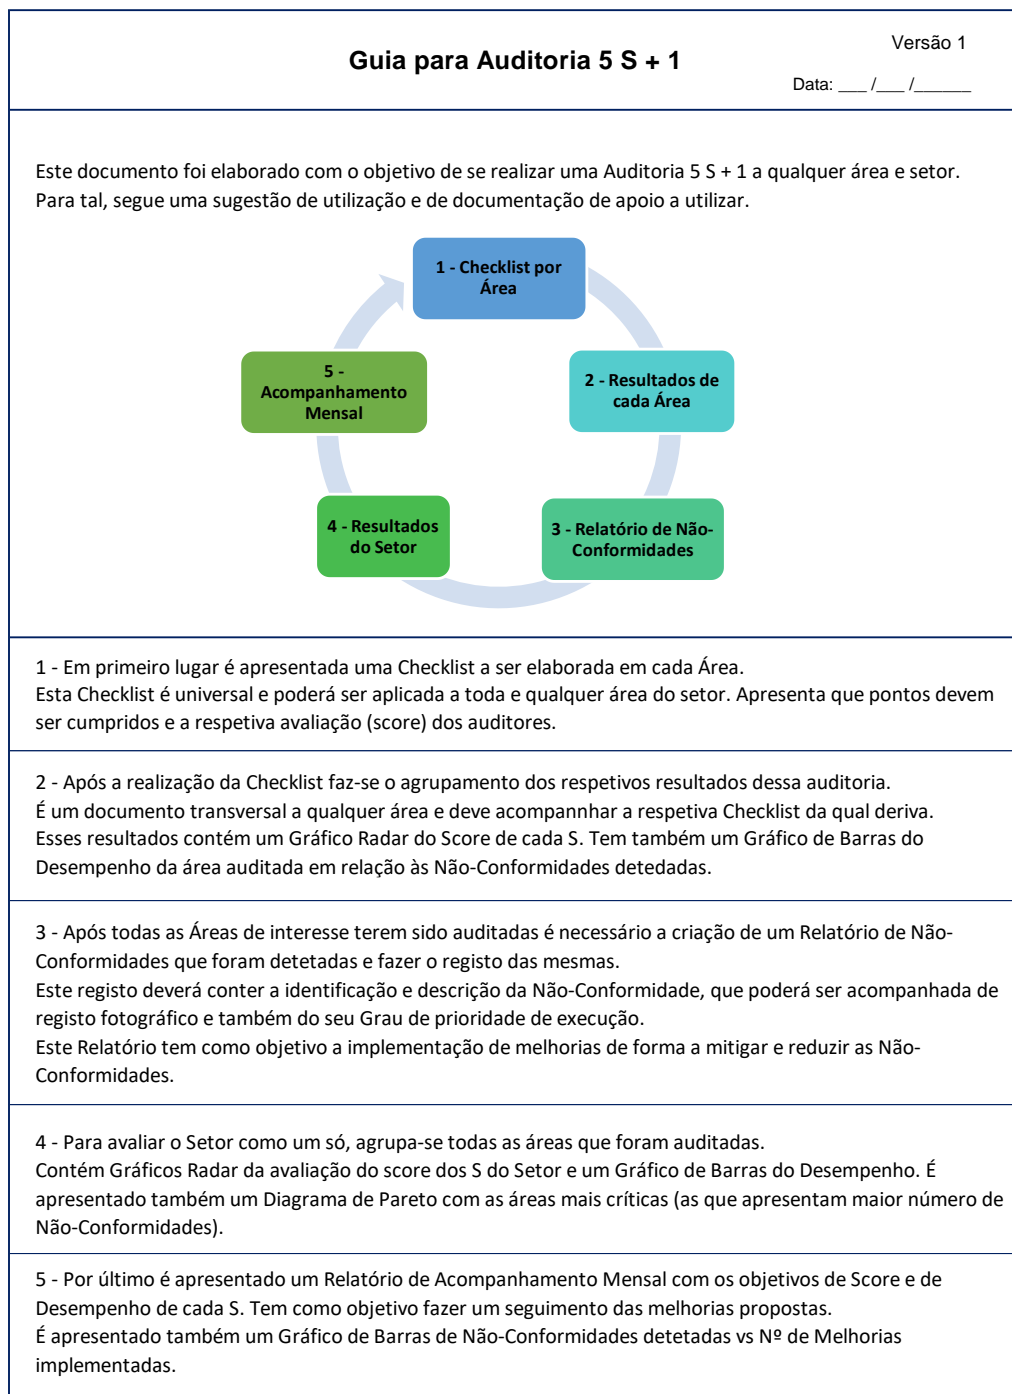 Guia para Auditoria 5 S + 1
Versão 1
Data: ___ /___ /______
Este documento foi elaborado com o objetivo de se realizar uma Auditoria 5 S + 1 a qualquer área e setor.
Para tal, segue uma sugestão de utilização e de documentação de apoio a utilizar.
1 - Checklist por
Área
2 - Resultados de
cada Área
3 - Relatório de Não-
Conformidades
4 - Resultados
do Setor
5 -
Acompanhamento
Mensal
1 - Em primeiro lugar é apresentada uma Checklist a ser elaborada em cada Área.
Esta Checklist é universal e poderá ser aplicada a toda e qualquer área do setor. Apresenta que pontos devem
ser cumpridos e a respetiva avaliação (score) dos auditores.
2 - Após a realização da Checklist faz-se o agrupamento dos respetivos resultados dessa auditoria.
É um documento transversal a qualquer área e deve acompannhar a respetiva Checklist da qual deriva.
Esses resultados contém um Gráfico Radar do Score de cada S. Tem também um Gráfico de Barras do
Desempenho da área auditada em relação às Não-Conformidades detedadas.
3 - Após todas as Áreas de interesse terem sido auditadas é necessário a criação de um Relatório de Não-
Conformidades que foram detetadas e fazer o registo das mesmas.
Este registo deverá conter a identificação e descrição da Não-Conformidade, que poderá ser acompanhada de
registo fotográfico e também do seu Grau de prioridade de execução.
Este Relatório tem como objetivo a implementação de melhorias de forma a mitigar e reduzir as Não-
Conformidades.
4 - Para avaliar o Setor como um só, agrupa-se todas as áreas que foram auditadas.
Contém Gráficos Radar da avaliação do score dos S do Setor e um Gráfico de Barras do Desempenho. É
apresentado também um Diagrama de Pareto com as áreas mais críticas (as que apresentam maior número de
Não-Conformidades).
5 - Por último é apresentado um Relatório de Acompanhamento Mensal com os objetivos de Score e de
Desempenho de cada S. Tem como objetivo fazer um seguimento das melhorias propostas.
É apresentado também um Gráfico de Barras de Não-Conformidades detetadas vs Nº de Melhorias
implementadas.